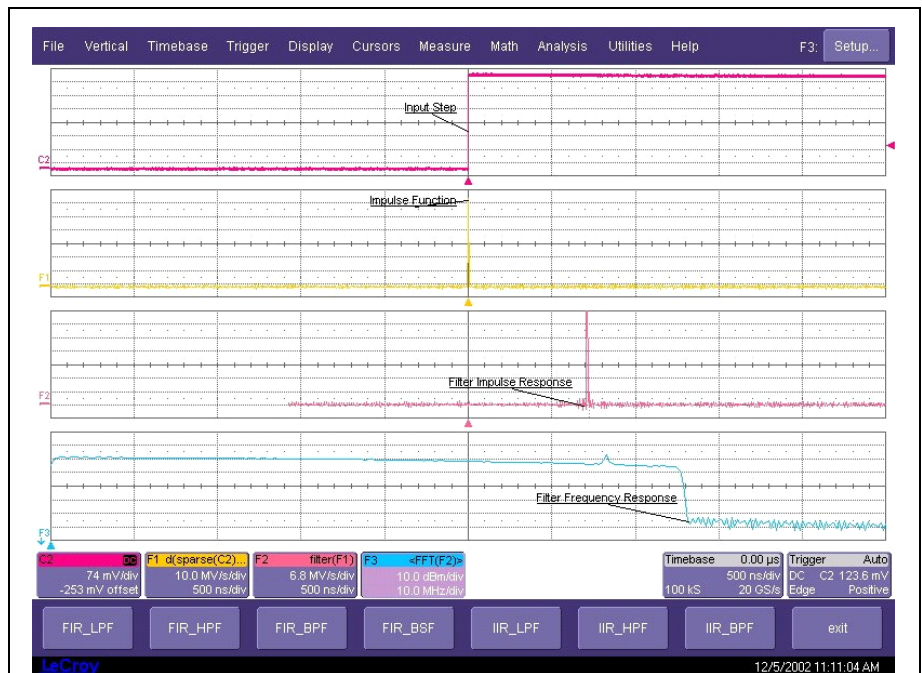 File Vertical Timebase Trigger Display Cursors Measure Math Analysis Utilities Help F3: Setup...
Input Step
C2
Impulse Function
F1
Filter Impulse Response
F2
Filter Frequency Response
F3
C2 DC F1 d(sparse(C2)... F2 filter(F1) F3 <FFT(F2)> Timebase 0.00 µs Trigger Auto
74 mV/div 10.0 MV/s/div 6.8 MV/s/div 10.0 dBm/div 500 ns/div DC C2 123.6 mV
-253 mV offset 500 ns/div 500 ns/div 10.0 MHz/div 100 kS 20 GS/s Edge Positive
FIR_LPF FIR_HPF FIR_BPF FIR_BSF IIR_LPF IIR_HPF IIR_BPF exit
LeCroy 12/5/2002 11:11:04 AM